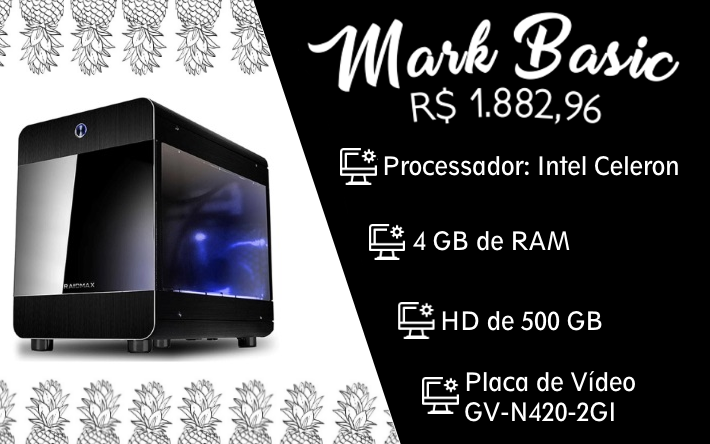 Mark Basic
R$ 1.882,96
Processador: Intel Celeron
4 GB de RAM
HD de 500 GB
Placa de Vídeo
GV-N420-2GI
RAIDMAX